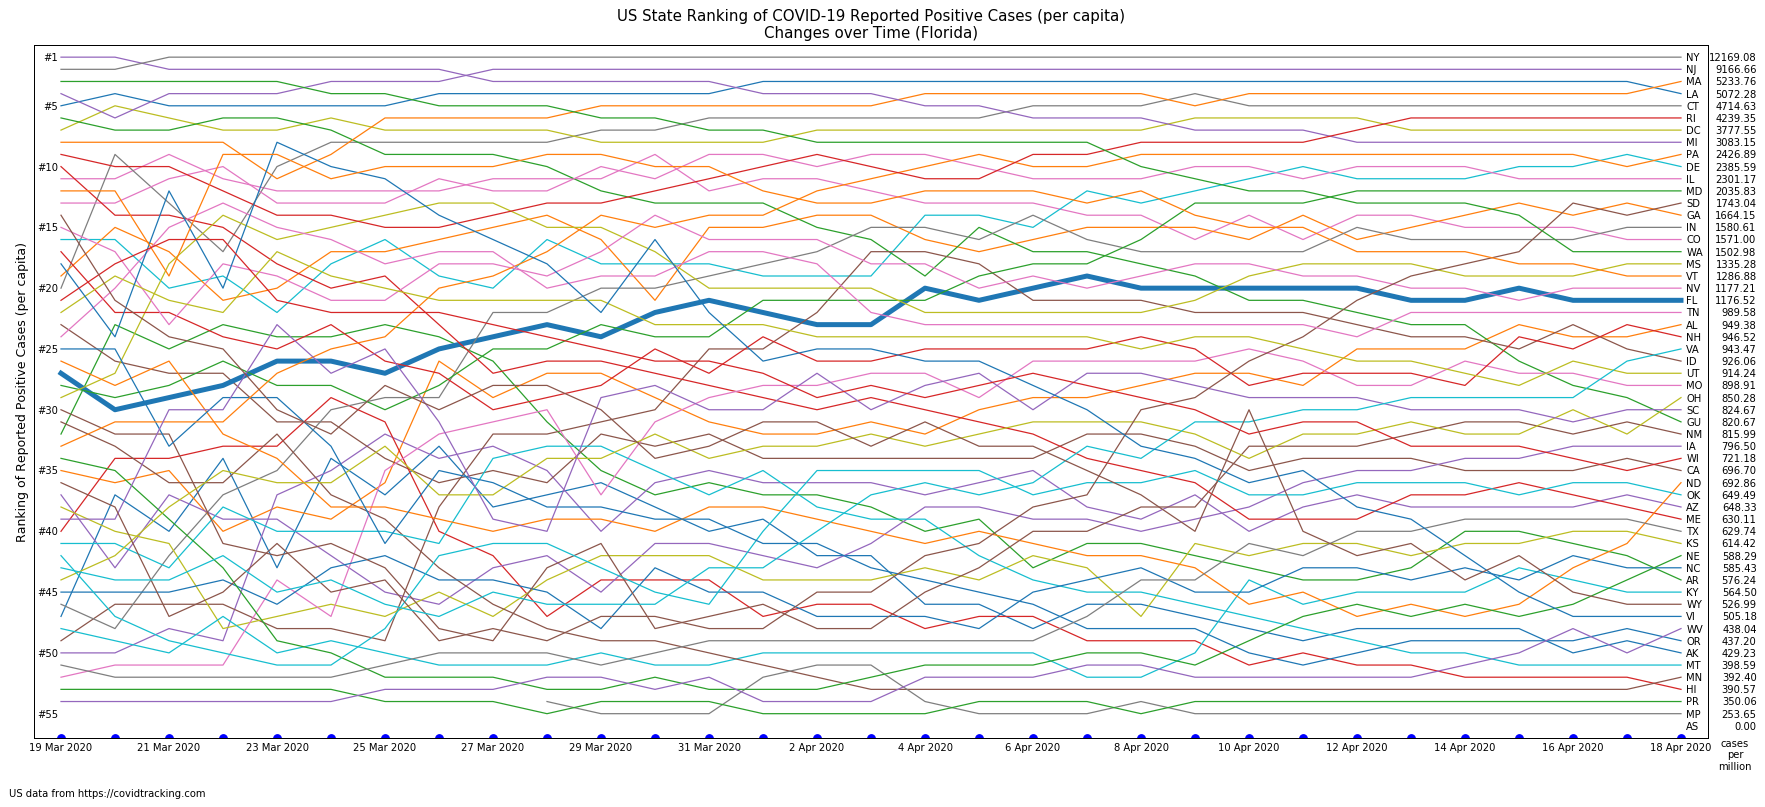 US State Ranking of COVID-19 Reported Positive Cases (per capita)
Changes over Time (Florida)
Ranking of Reported Positive Cases (per capita)
#1
#5
#10
#15
#20
#25
#30
#35
#40
#45
#50
#55
NY 12169.08
NJ 9166.66
MA 5233.76
LA 5072.28
CT 4714.63
RI 4239.35
DC 3777.55
MI 3083.15
PA 2426.89
DE 2385.59
IL 2301.17
MD 2035.83
SD 1743.04
GA 1664.15
IN 1580.61
CO 1571.00
WA 1502.98
MS 1335.28
VT 1286.88
NV 1177.21
FL 1176.52
TN 989.58
AL 949.38
NH 946.52
VA 943.47
ID 926.06
UT 914.24
MO 898.91
OH 850.28
SC 824.67
GU 820.67
NM 815.99
IA 796.50
WI 721.18
CA 696.70
ND 692.86
OK 649.49
AZ 648.33
ME 630.11
TX 629.74
KS 614.42
NE 588.29
NC 585.43
AR 576.24
KY 564.50
WY 526.99
VI 505.18
WV 438.04
OR 437.20
AK 429.23
MT 398.59
MN 392.40
HI 390.57
PR 350.06
MP 253.65
AS 0.00
19 Mar 2020 21 Mar 2020 23 Mar 2020 25 Mar 2020 27 Mar 2020 29 Mar 2020 31 Mar 2020 2 Apr 2020 4 Apr 2020 6 Apr 2020 8 Apr 2020 10 Apr 2020 12 Apr 2020 14 Apr 2020 16 Apr 2020 18 Apr 2020
cases
per
million
US data from https://covidtracking.com